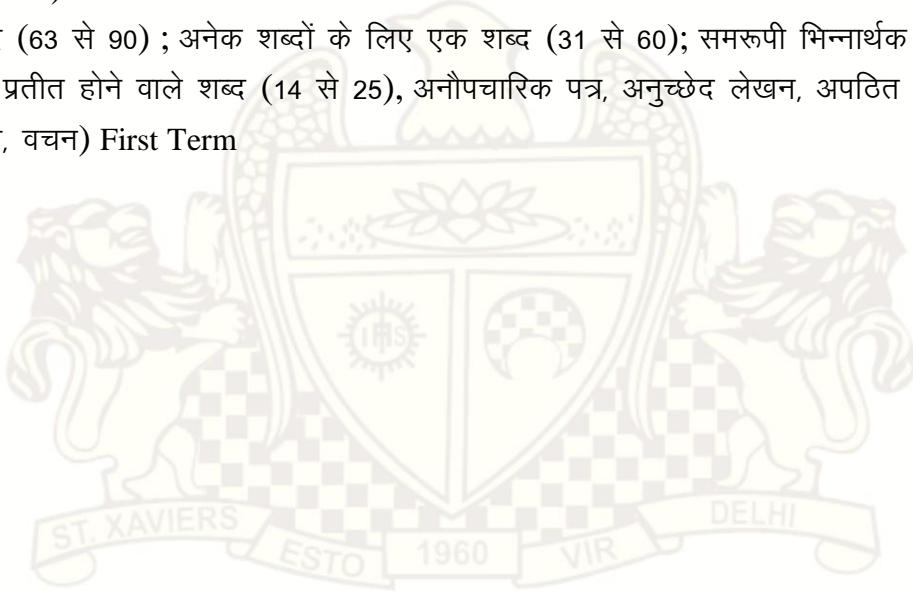 (63 से 90) ; अनेक शब्दों के लिए एक शब्द (31 से 60); समरूपी भिन्नार्थक
प्रतीत होने वाले शब्द (14 से 25), अनौपचारिक पत्र, अनुच्छेद लेखन, अपठित
, वचन) First Term
IHS
ST. XAVIERS DELHI
ESTO 1960 VIR